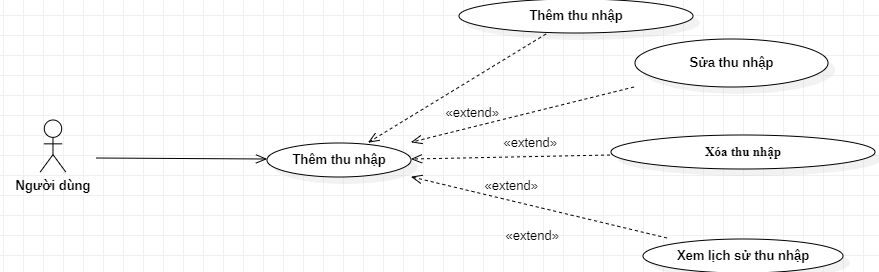 Thêm thu nhập
Sửa thu nhập
«extend»
«extend»
Xóa thu nhập
Thêm thu nhập
Người dùng
«extend»
«extend»
Xem lịch sử thu nhập